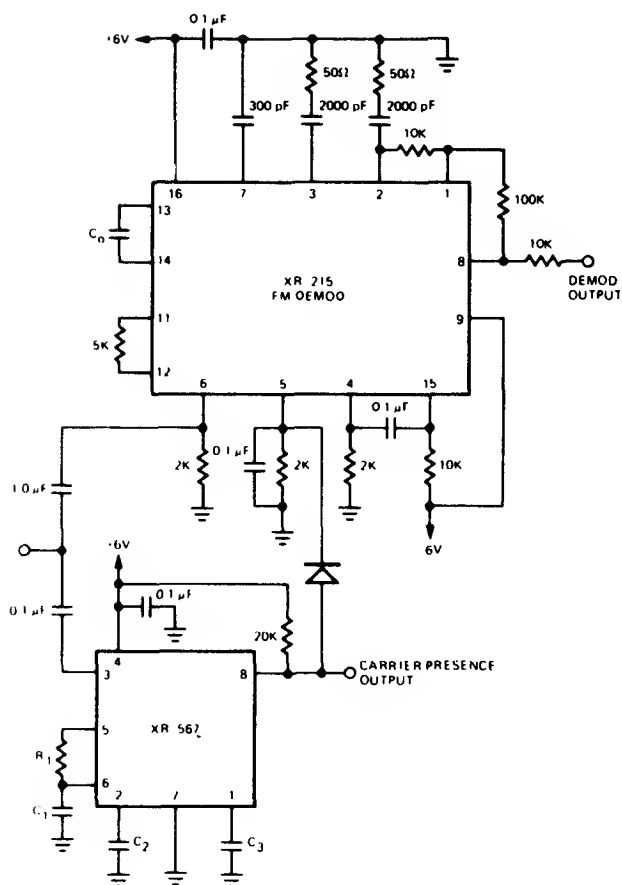 0.1 µF
+6V
50Ω
50Ω
300 pF
2000 pF
2000 pF
10K
16
7
3
2
1
13
100K
C₀
14
8
10K
XR 215
FM DEMOD
DEMOD
OUTPUT
11
9
5K
12
6
5
4
15
0.1 µF
0.1 µF
2K
2K
2K
10K
1.0 µF
6V
+6V
0.1 µF
0.1 µF
20K
4
3
8
CARRIER PRESENCE
OUTPUT
XR 567
5
R₁
6
2
7
1
C₁
C₂
C₃